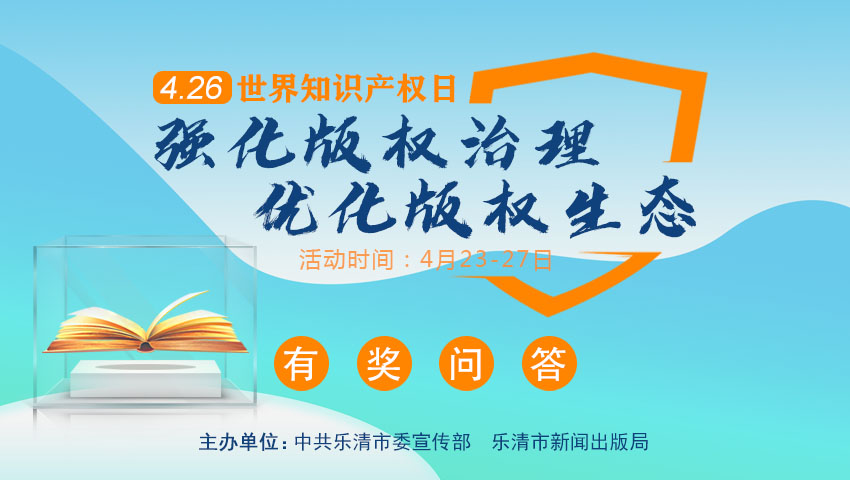 4.26 世界知识产权日
强化版权治理
优化版权生态
活动时间：4月23-27日
有奖问答
主办单位：中共乐清市委宣传部 乐清市新闻出版局